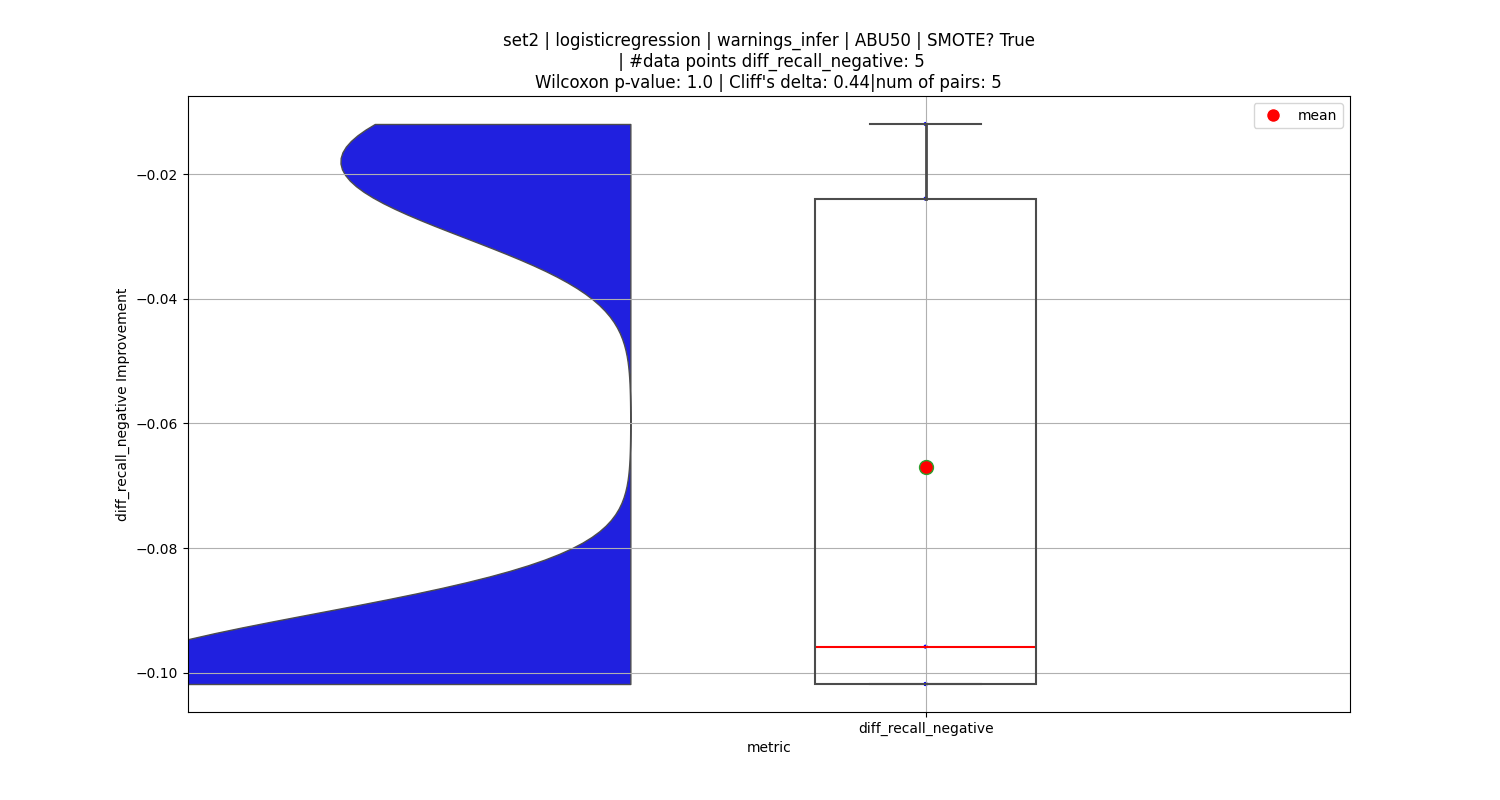 set2 | logisticregression | warnings_infer | ABU50 | SMOTE? True
| #data points diff_recall_negative: 5
Wilcoxon p-value: 1.0 | Cliff's delta: 0.44|num of pairs: 5
mean
−0.02
−0.04
−0.06
−0.08
−0.10
diff_recall_negative Improvement
diff_recall_negative
metric